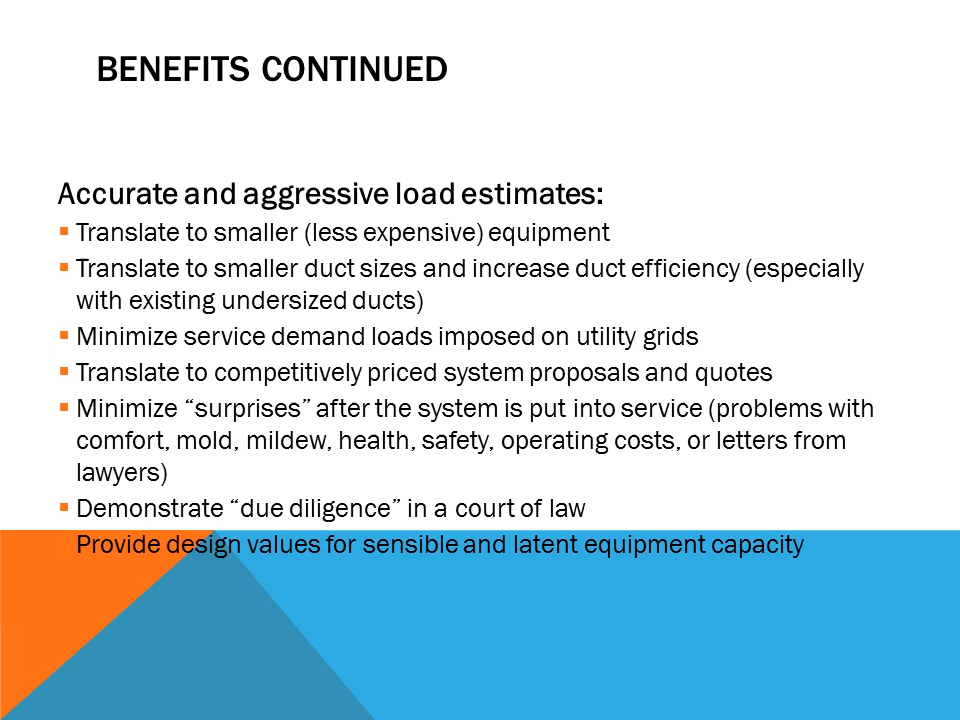 BENEFITS CONTINUED
Accurate and aggressive load estimates:
▪ Translate to smaller (less expensive) equipment
▪ Translate to smaller duct sizes and increase duct efficiency (especially
with existing undersized ducts)
▪ Minimize service demand loads imposed on utility grids
▪ Translate to competitively priced system proposals and quotes
▪ Minimize “surprises” after the system is put into service (problems with
comfort, mold, mildew, health, safety, operating costs, or letters from
lawyers)
▪ Demonstrate “due diligence” in a court of law
Provide design values for sensible and latent equipment capacity